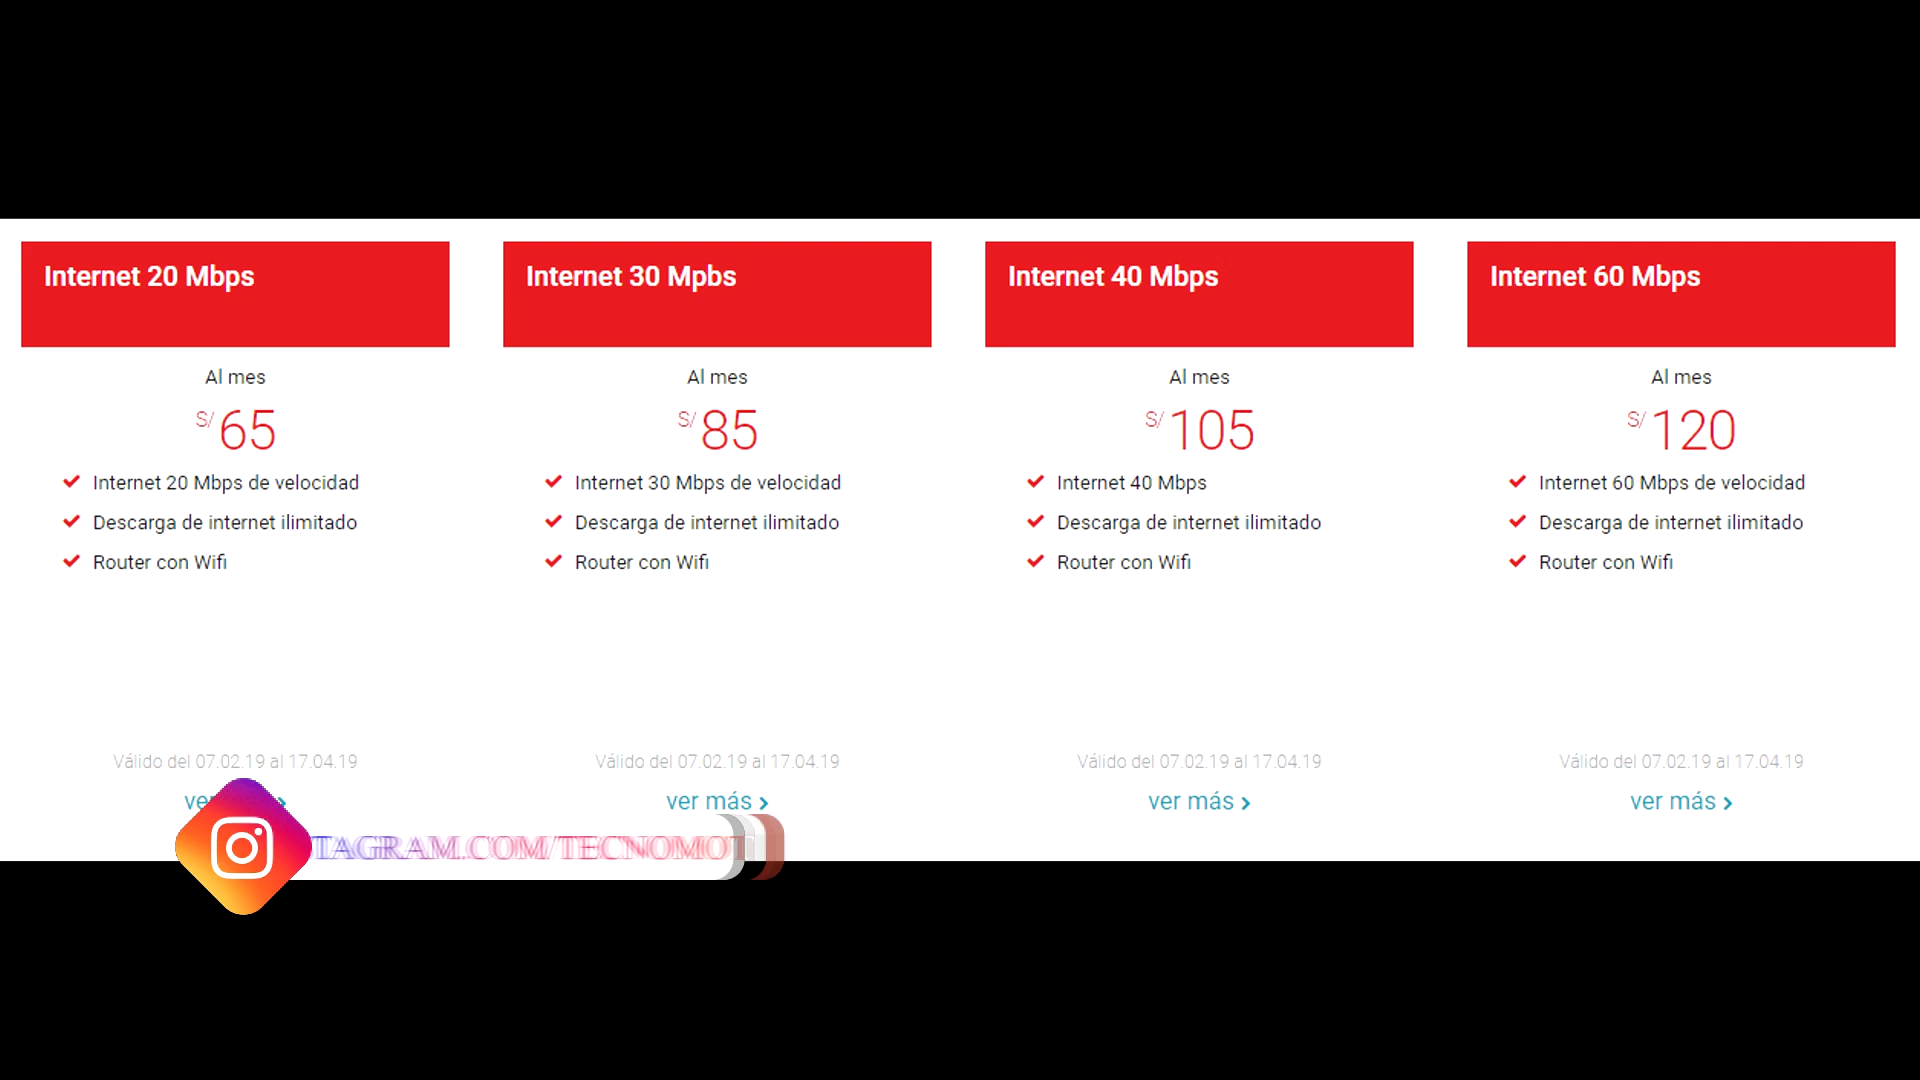 Internet 20 Mbps
Al mes
S/ 65
Internet 20 Mbps de velocidad
Descarga de internet ilimitado
Router con Wifi
Válido del 07.02.19 al 17.04.19
Internet 30 Mpbs
Al mes
S/ 85
Internet 30 Mbps de velocidad
Descarga de internet ilimitado
Router con Wifi
Válido del 07.02.19 al 17.04.19
ver más
Internet 40 Mbps
Al mes
S/ 105
Internet 40 Mbps
Descarga de internet ilimitado
Router con Wifi
Válido del 07.02.19 al 17.04.19
ver más
Internet 60 Mbps
Al mes
S/ 120
Internet 60 Mbps de velocidad
Descarga de internet ilimitado
Router con Wifi
Válido del 07.02.19 al 17.04.19
ver más
TAGRAM.COM/TECNOMOT